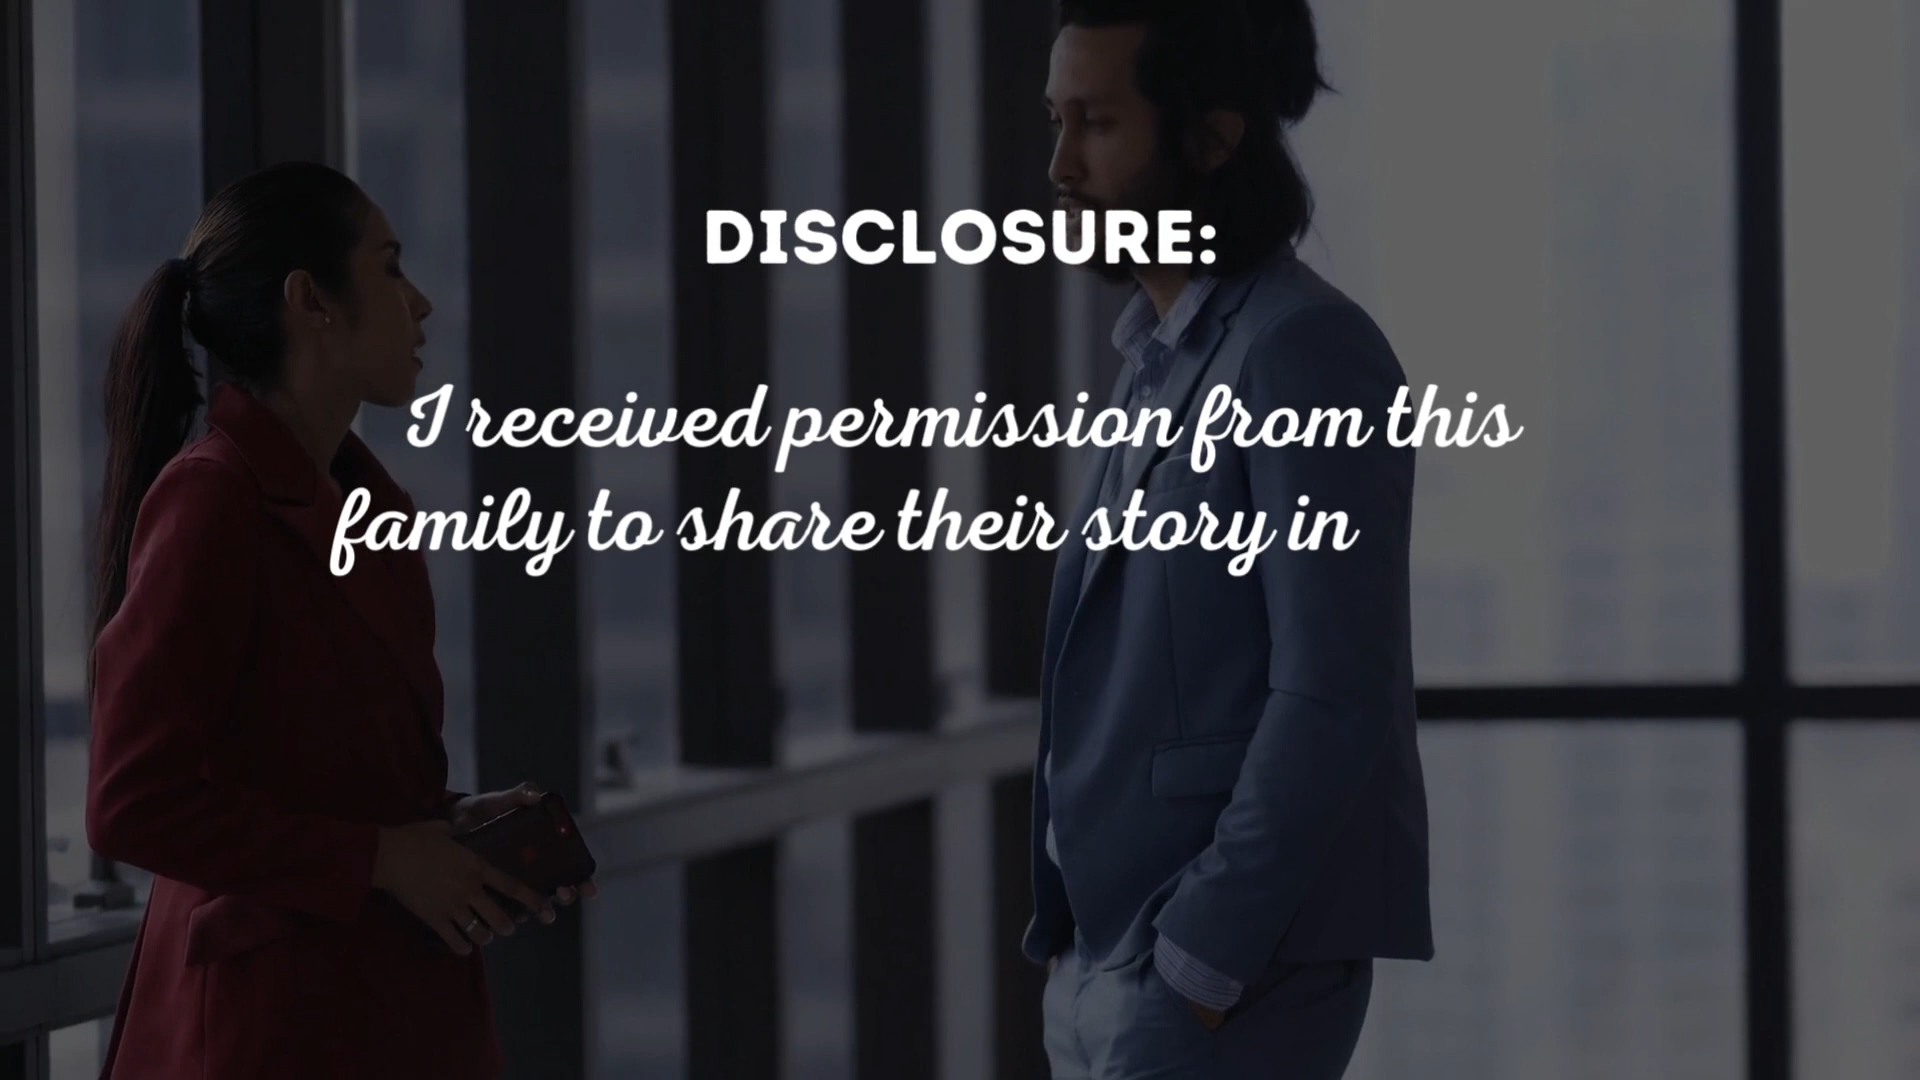 DISCLOSURE:
I received permission from this
family to share their story in